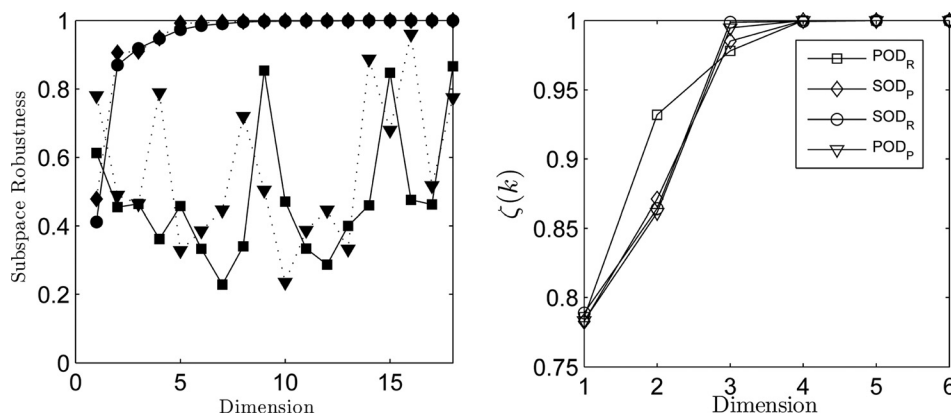 Subspace Robustness
1
0.8
0.6
0.4
0.2
0
0
5
10
15
Dimension
ζ(k)
1
0.95
0.9
0.85
0.8
0.75
1
2
3
4
5
6
Dimension
POD_R
SOD_P
SOD_R
POD_P